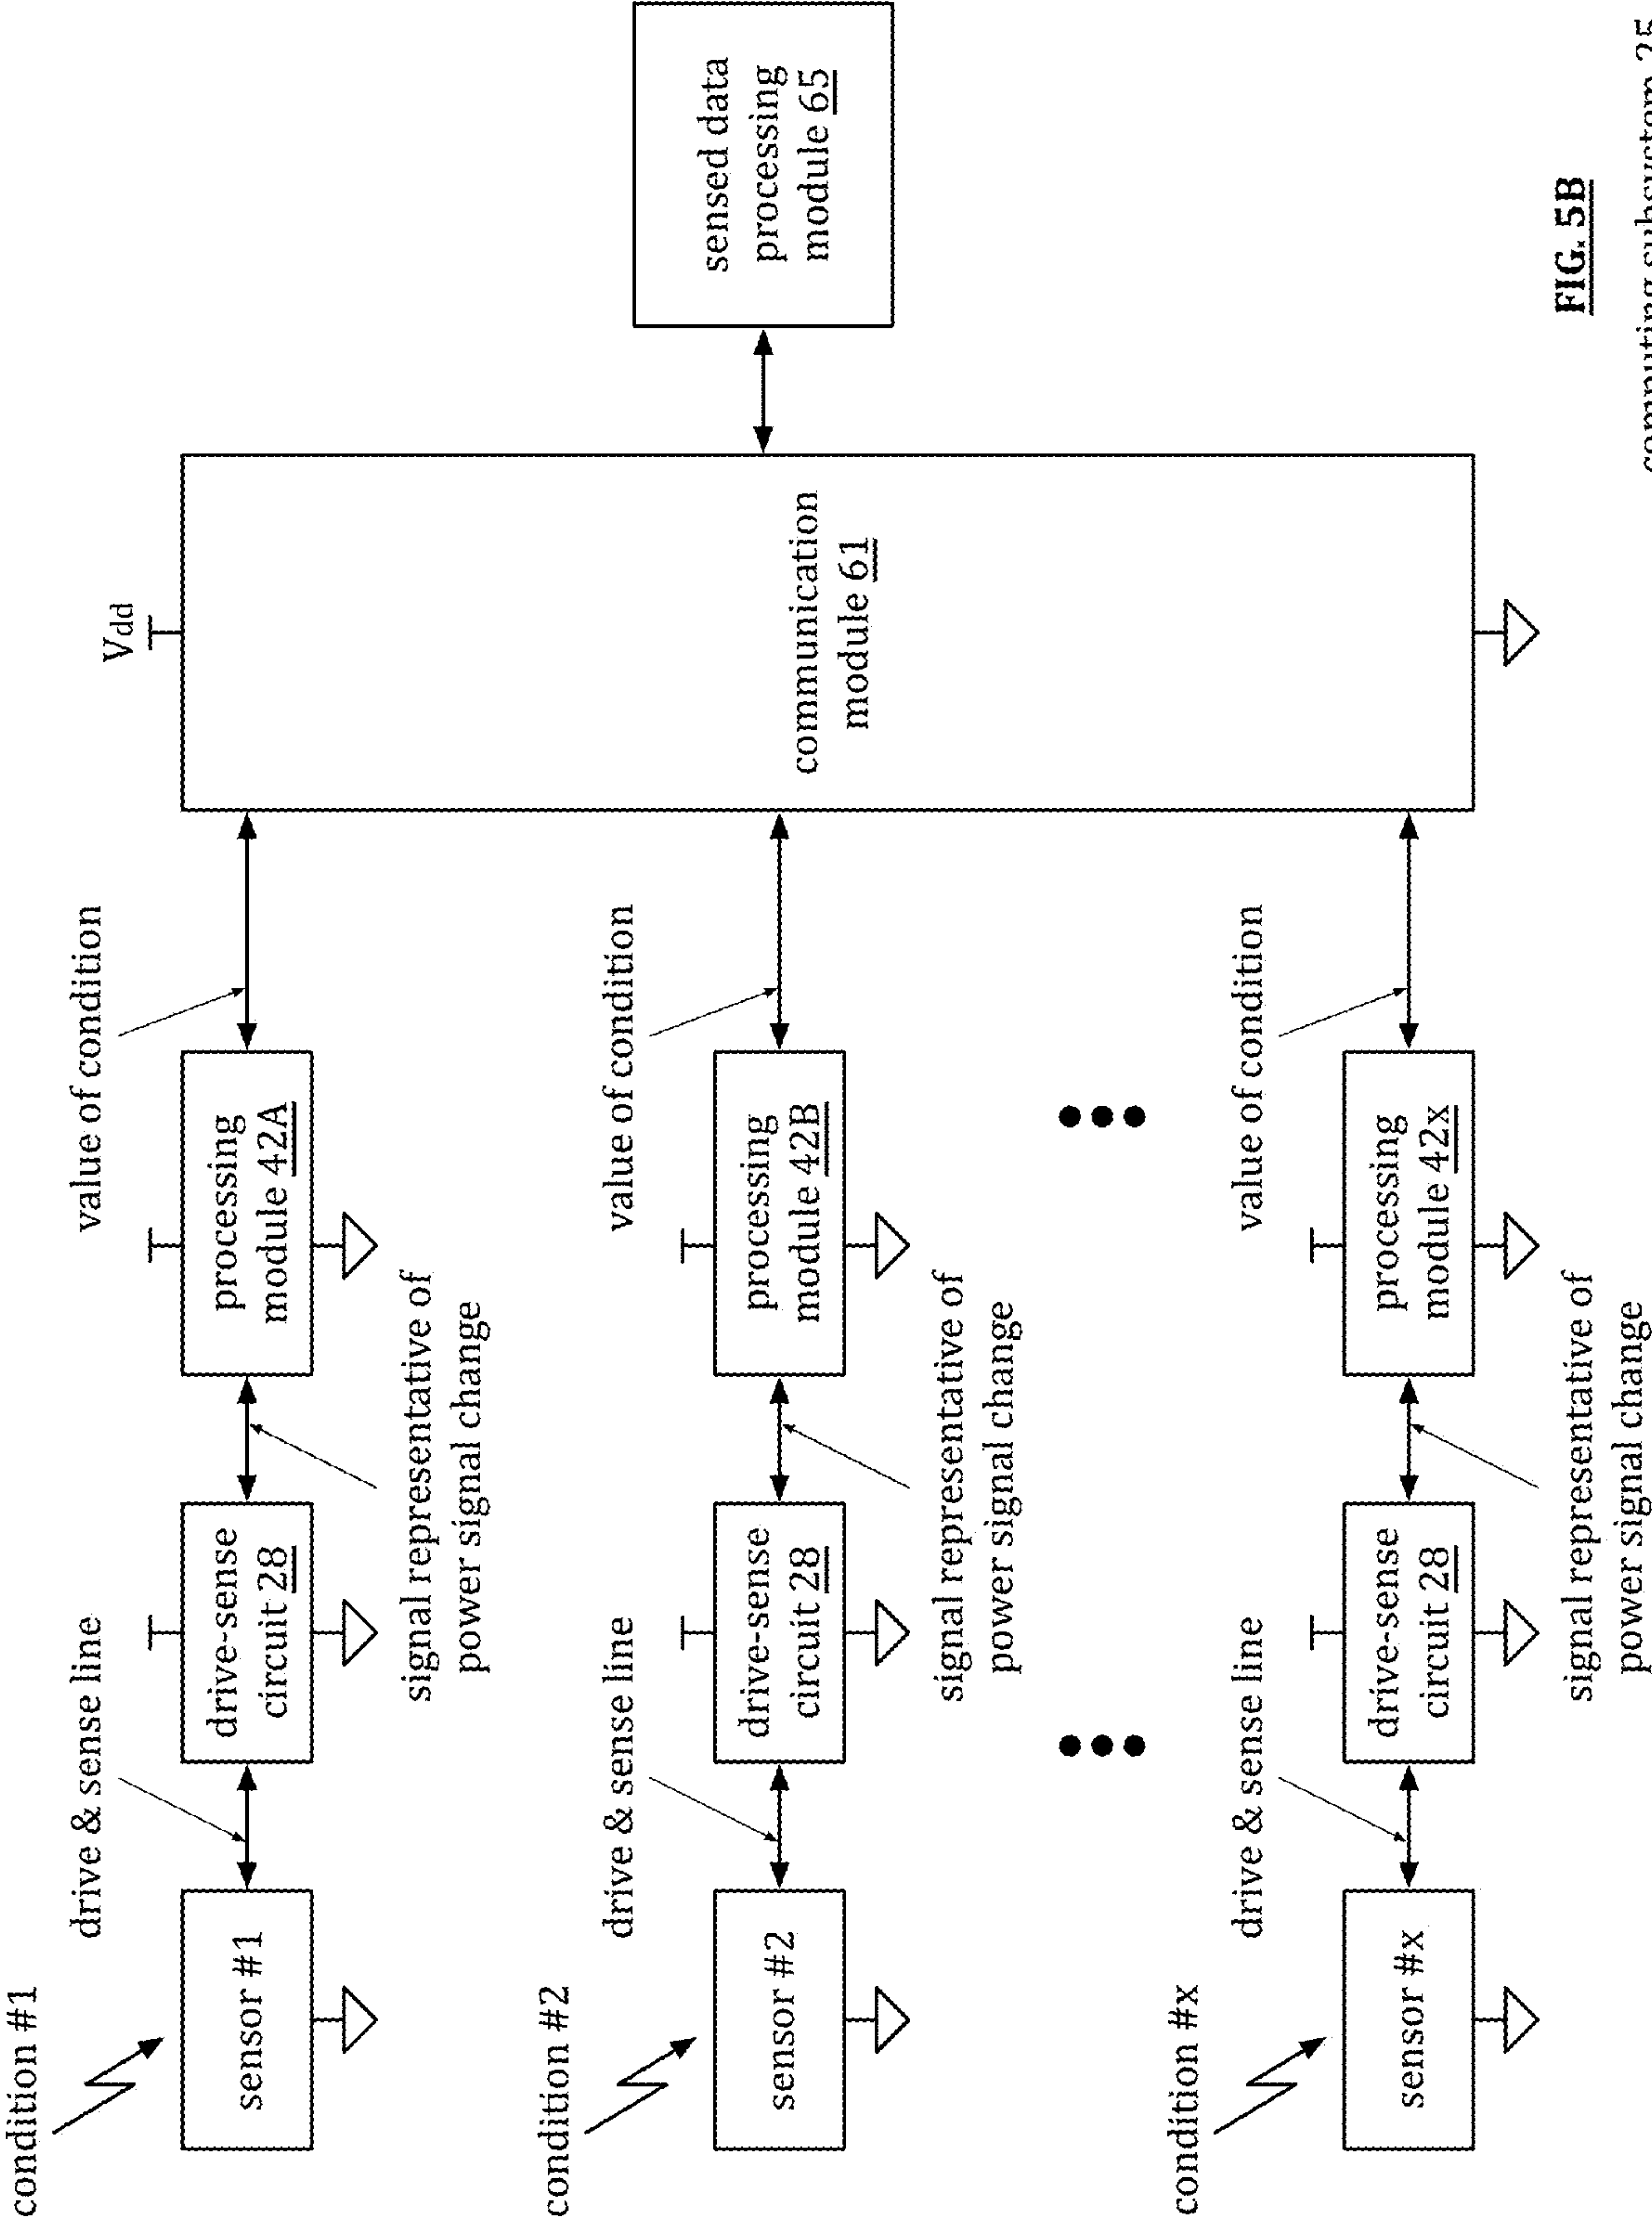 condition #1
drive & sense line
value of condition
Vdd
sensor #1
drive-sense
circuit 28
processing
module 42A
signal representative of
power signal change
condition #2
drive & sense line
value of condition
sensor #2
drive-sense
circuit 28
processing
module 42B
signal representative of
power signal change
communication
module 61
sensed data
processing
module 65
condition #x
drive & sense line
value of condition
sensor #x
drive-sense
circuit 28
processing
module 42x
signal representative of
power signal change
FIG. 5B
computing subsystem 25